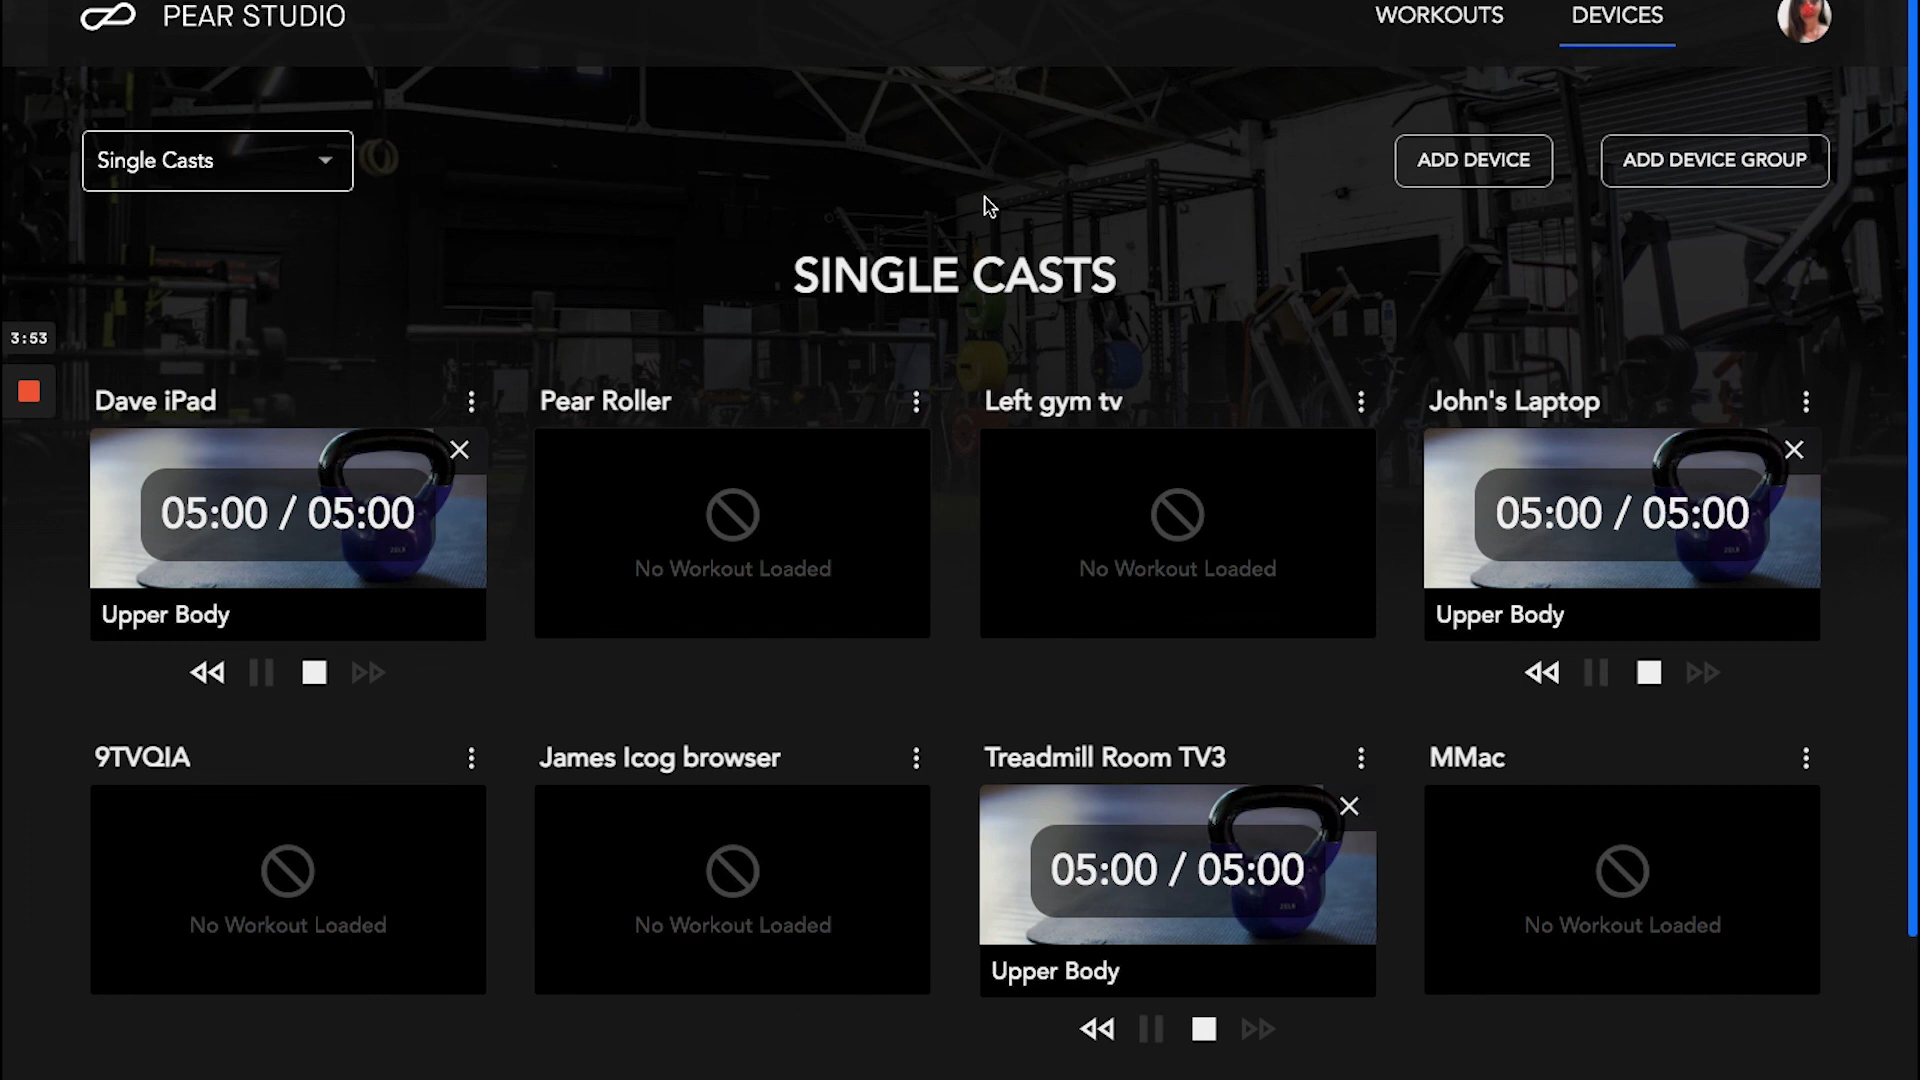 PEAR STUDIO
WORKOUTS
DEVICES
Single Casts
ADD DEVICE
ADD DEVICE GROUP
SINGLE CASTS
3:53
Dave iPad
Pear Roller
Left gym tv
John's Laptop
05:00 / 05:00
No Workout Loaded
No Workout Loaded
05:00 / 05:00
Upper Body
Upper Body
9TVQIA
James Icog browser
Treadmill Room TV3
MMac
No Workout Loaded
No Workout Loaded
05:00 / 05:00
No Workout Loaded
Upper Body